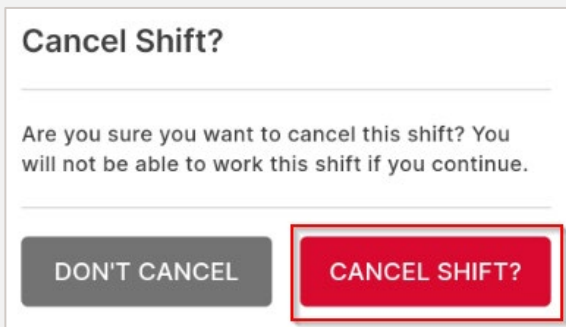 Cancel Shift?
Are you sure you want to cancel this shift? You
will not be able to work this shift if you continue.
DON'T CANCEL
CANCEL SHIFT?